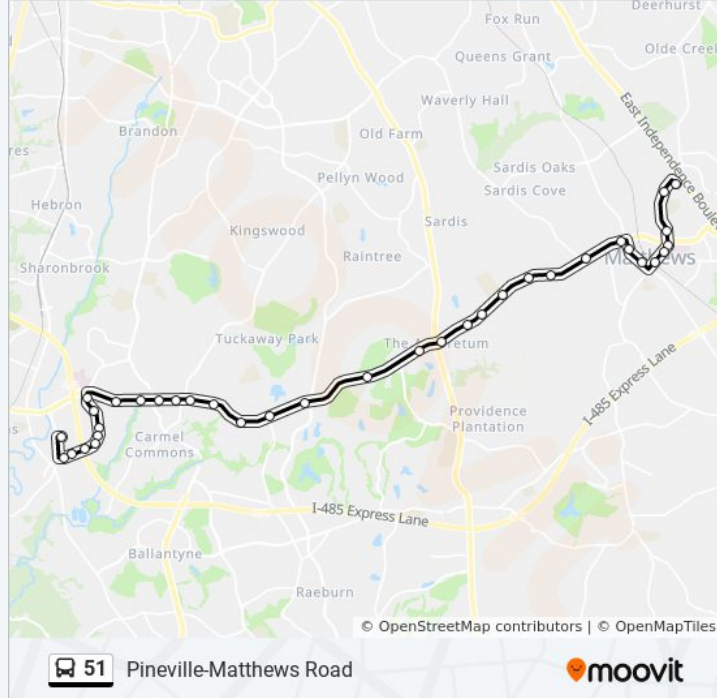 Deerhurst
Fox Run
Olde Creek
Queens Grant
Waverly Hall
East Independence Boulev
Brandon
Old Farm
res
Sardis Oaks
Pellyn Wood
Sardis Cove
Hebron
Sardis
Kingswood
Raintree
Matthews
Sharonbrook
Tuckaway Park
The Arboretum
I-485 Express Lane
Providence
Plantation
ns
Carmel
Commons
I-485 Express Lane
Ballantyne
Raeburn
© OpenStreetMap contributors | © OpenMapTiles
51 Pineville-Matthews Road
moovit